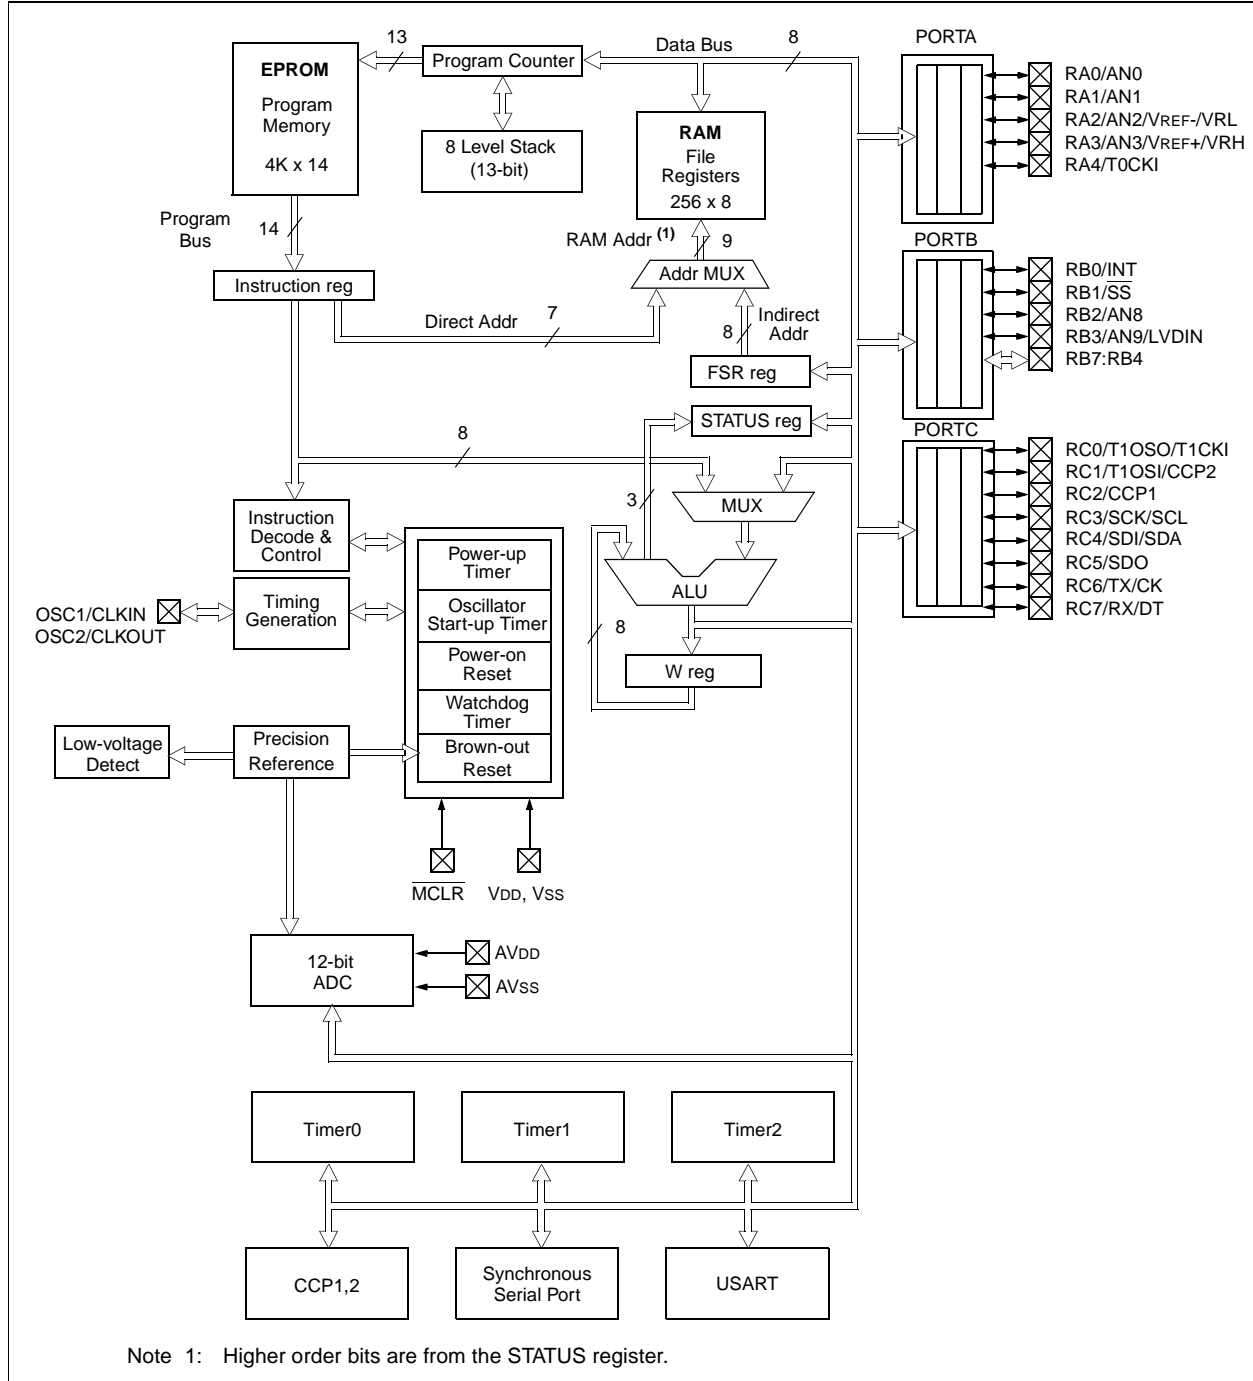 13
Data Bus
8
PORTA
EPROM
Program
Memory
4K x 14
Program Counter
8 Level Stack
(13-bit)
RAM
File
Registers
256 x 8
RA0/AN0
RA1/AN1
RA2/AN2/VREF-/VRL
RA3/AN3/VREF+/VRH
RA4/T0CKI
Program
Bus
14
RAM Addr (1)
9
PORTB
Instruction reg
Addr MUX
RB0/INT
RB1/SS
RB2/AN8
RB3/AN9/LVDIN
RB7:RB4
Direct Addr
7
8
Indirect
Addr
FSR reg
STATUS reg
PORTC
8
3
MUX
RC0/T1OSO/T1CKI
RC1/T1OSI/CCP2
RC2/CCP1
RC3/SCK/SCL
RC4/SDI/SDA
RC5/SDO
RC6/TX/CK
RC7/RX/DT
Instruction
Decode &
Control
Power-up
Timer
Oscillator
Start-up Timer
Power-on
Reset
Watchdog
Timer
Brown-out
Reset
ALU
8
W reg
OSC1/CLKIN
OSC2/CLKOUT
Timing
Generation
Low-voltage
Detect
Precision
Reference
MCLR
VDD, VSS
12-bit
ADC
AVDD
AVSS
Timer0
Timer1
Timer2
CCP1,2
Synchronous
Serial Port
USART
Note 1: Higher order bits are from the STATUS register.